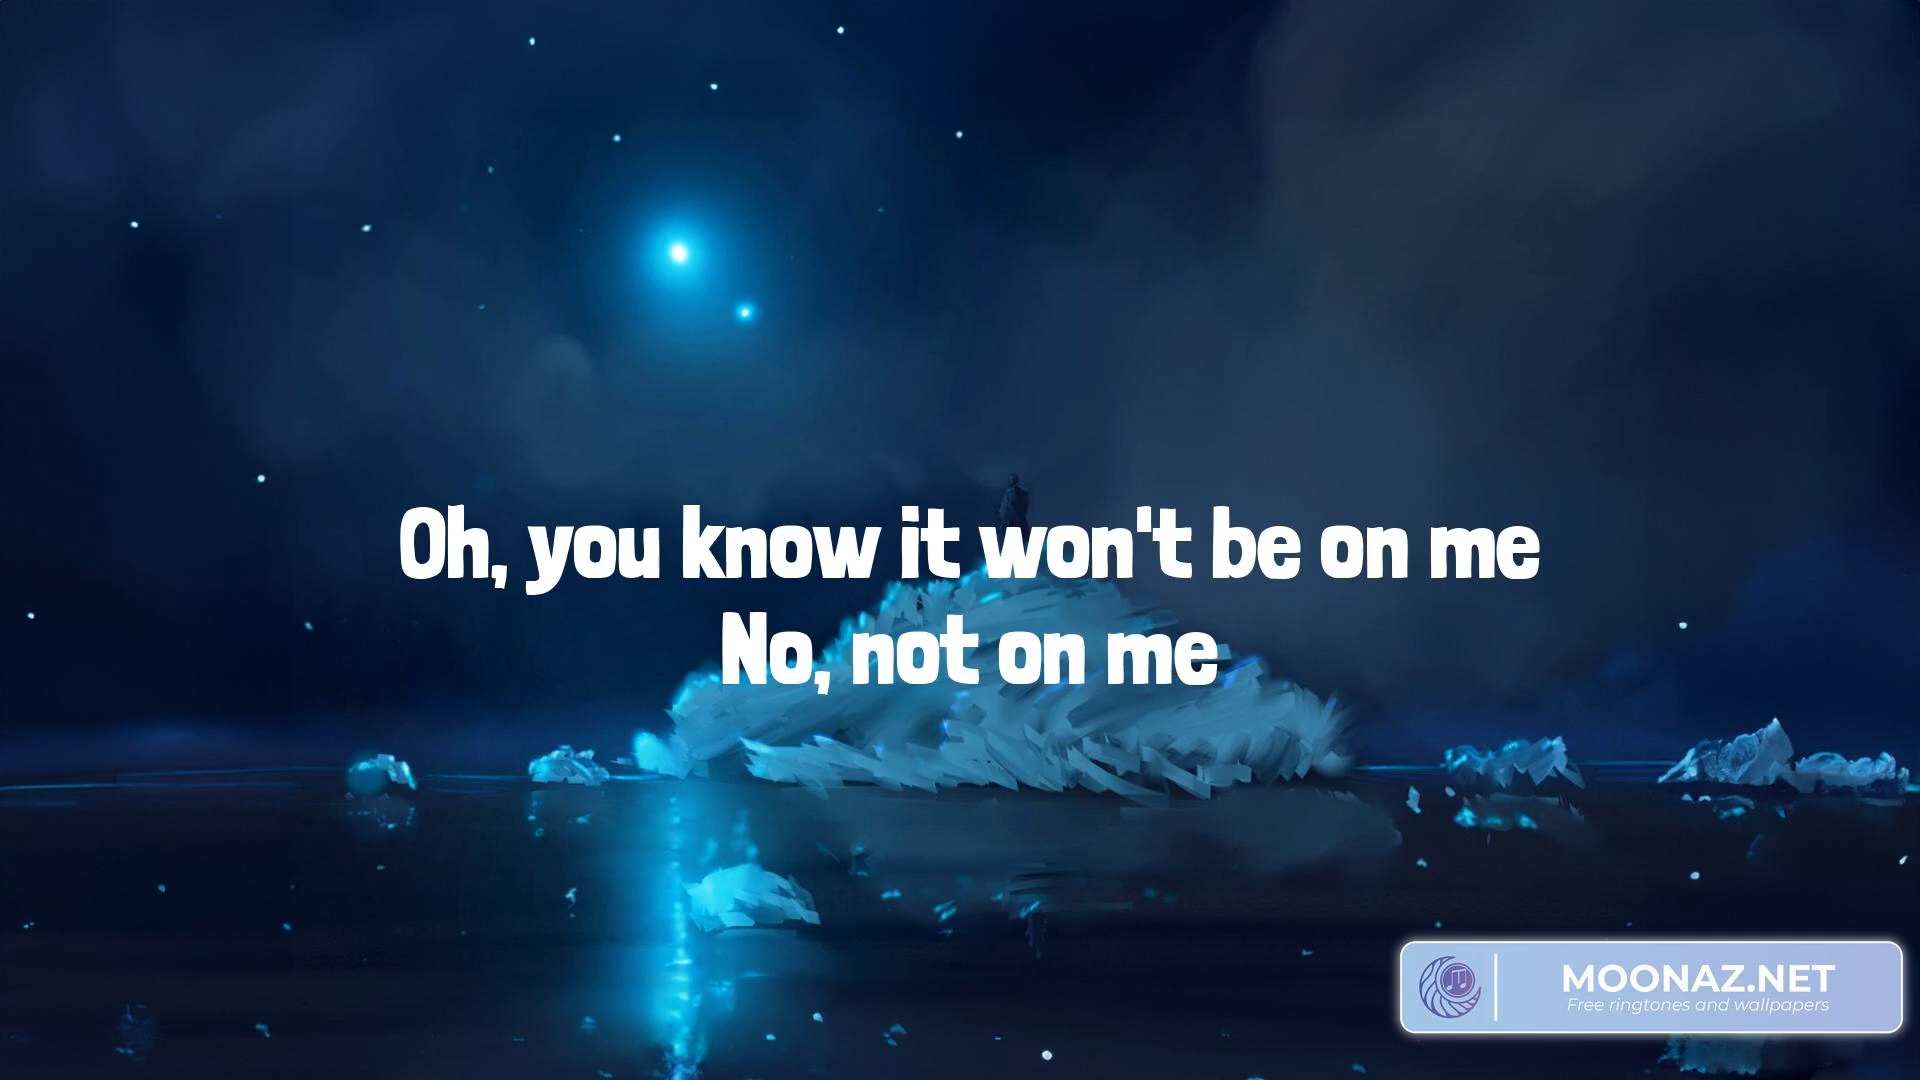 Oh, you know it won't be on me
No, not on me
MOONAZ.NET
Free ringtones and wallpapers